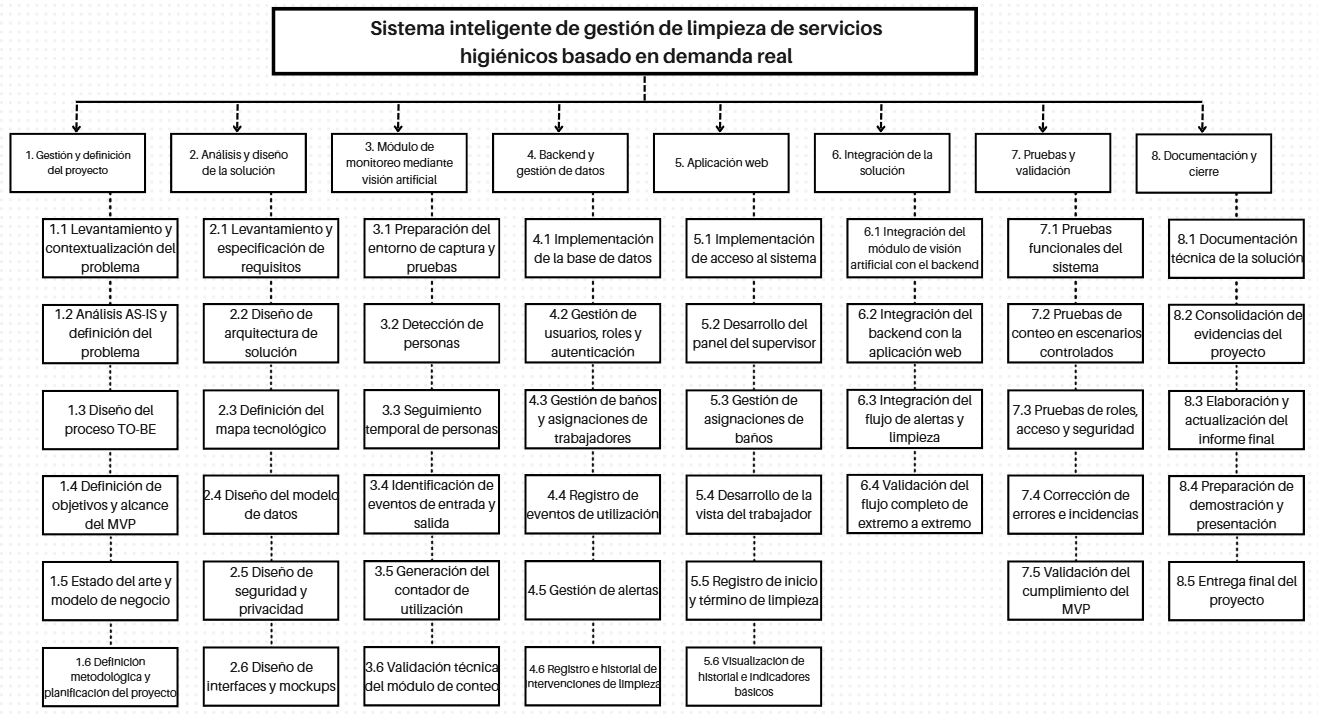 Sistema inteligente de gestión de limpieza de servicios
higiénicos basado en demanda real
1. Gestión y definición
del proyecto
2. Análisis y diseño
de la solución
3. Módulo de
monitoreo mediante
visión artificial
4. Backend y
gestión de datos
5. Aplicación web
6. Integración de la
solución
7. Pruebas y
validación
8. Documentación y
cierre
1.1 Levantamiento y
contextualización del
problema
2.1 Levantamiento y
especificación de
requisitos
3.1 Preparación del
entorno de captura y
pruebas
4.1 Implementación
de la base de datos
5.1 Implementación
de acceso al sistema
6.1 Integración del
módulo de visión
artificial con el backend
7.1 Pruebas
funcionales del
sistema
8.1 Documentación
técnica de la solución
1.2 Análisis AS-IS y
definición del
problema
2.2 Diseño de
arquitectura de
solución
3.2 Detección de
personas
4.2 Gestión de
usuarios, roles y
autenticación
5.2 Desarrollo del
panel del supervisor
6.2 Integración del
backend con la
aplicación web
7.2 Pruebas de
conteo en escenarios
controlados
8.2 Consolidación de
evidencias del
proyecto
1.3 Diseño del
proceso TO-BE
2.3 Definición del
mapa tecnológico
3.3 Seguimiento
temporal de personas
4.3 Gestión de baños
y asignaciones de
trabajadores
5.3 Gestión de
asignaciones de
baños
6.3 Integración del
flujo de alertas y
limpieza
7.3 Pruebas de roles,
acceso y seguridad
8.3 Elaboración y
actualización del
informe final
1.4 Definición de
objetivos y alcance
del MVP
2.4 Diseño del modelo
de datos
3.4 Identificación de
eventos de entrada y
salida
4.4 Registro de
eventos de utilización
5.4 Desarrollo de la
vista del trabajador
6.4 Validación del
flujo completo de
extremo a extremo
7.4 Corrección de
errores e incidencias
8.4 Preparación de
demostración y
presentación
1.5 Estado del arte y
modelo de negocio
2.5 Diseño de
seguridad y
privacidad
3.5 Generación del
contador de
utilización
4.5 Gestión de alertas
5.5 Registro de inicio
y término de limpieza
7.5 Validación del
cumplimiento del
MVP
8.5 Entrega final del
proyecto
1.6 Definición
metodológica y
planificación del proyecto
2.6 Diseño de
interfaces y mockups
3.6 Validación técnica
del módulo de conteo
4.6 Registro e historial de
intervenciones de limpieza
5.6 Visualización de
historial e indicadores
básicos